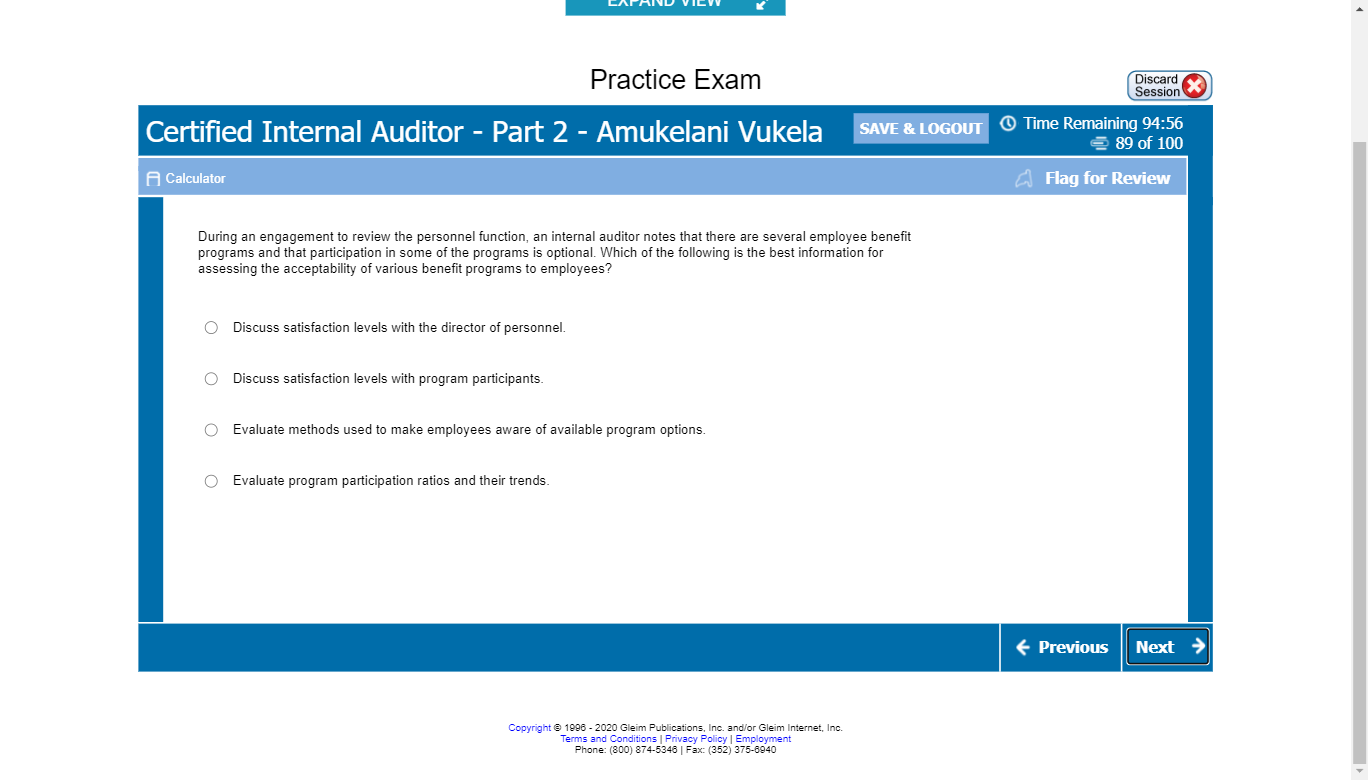 EXPAND VIEW
Practice Exam
Discard
Session
Certified Internal Auditor - Part 2 - Amukelani Vukela
SAVE & LOGOUT
Time Remaining 94:56
89 of 100
Calculator
Flag for Review
During an engagement to review the personnel function, an internal auditor notes that there are several employee benefit
programs and that participation in some of the programs is optional. Which of the following is the best information for
assessing the acceptability of various benefit programs to employees?
Discuss satisfaction levels with the director of personnel.
Discuss satisfaction levels with program participants.
Evaluate methods used to make employees aware of available program options.
Evaluate program participation ratios and their trends.
Previous
Next
Copyright © 1996 - 2020 Gleim Publications, Inc. and/or Gleim Internet, Inc.
Terms and Conditions | Privacy Policy | Employment
Phone: (800) 874-5346 | Fax: (352) 375-6940